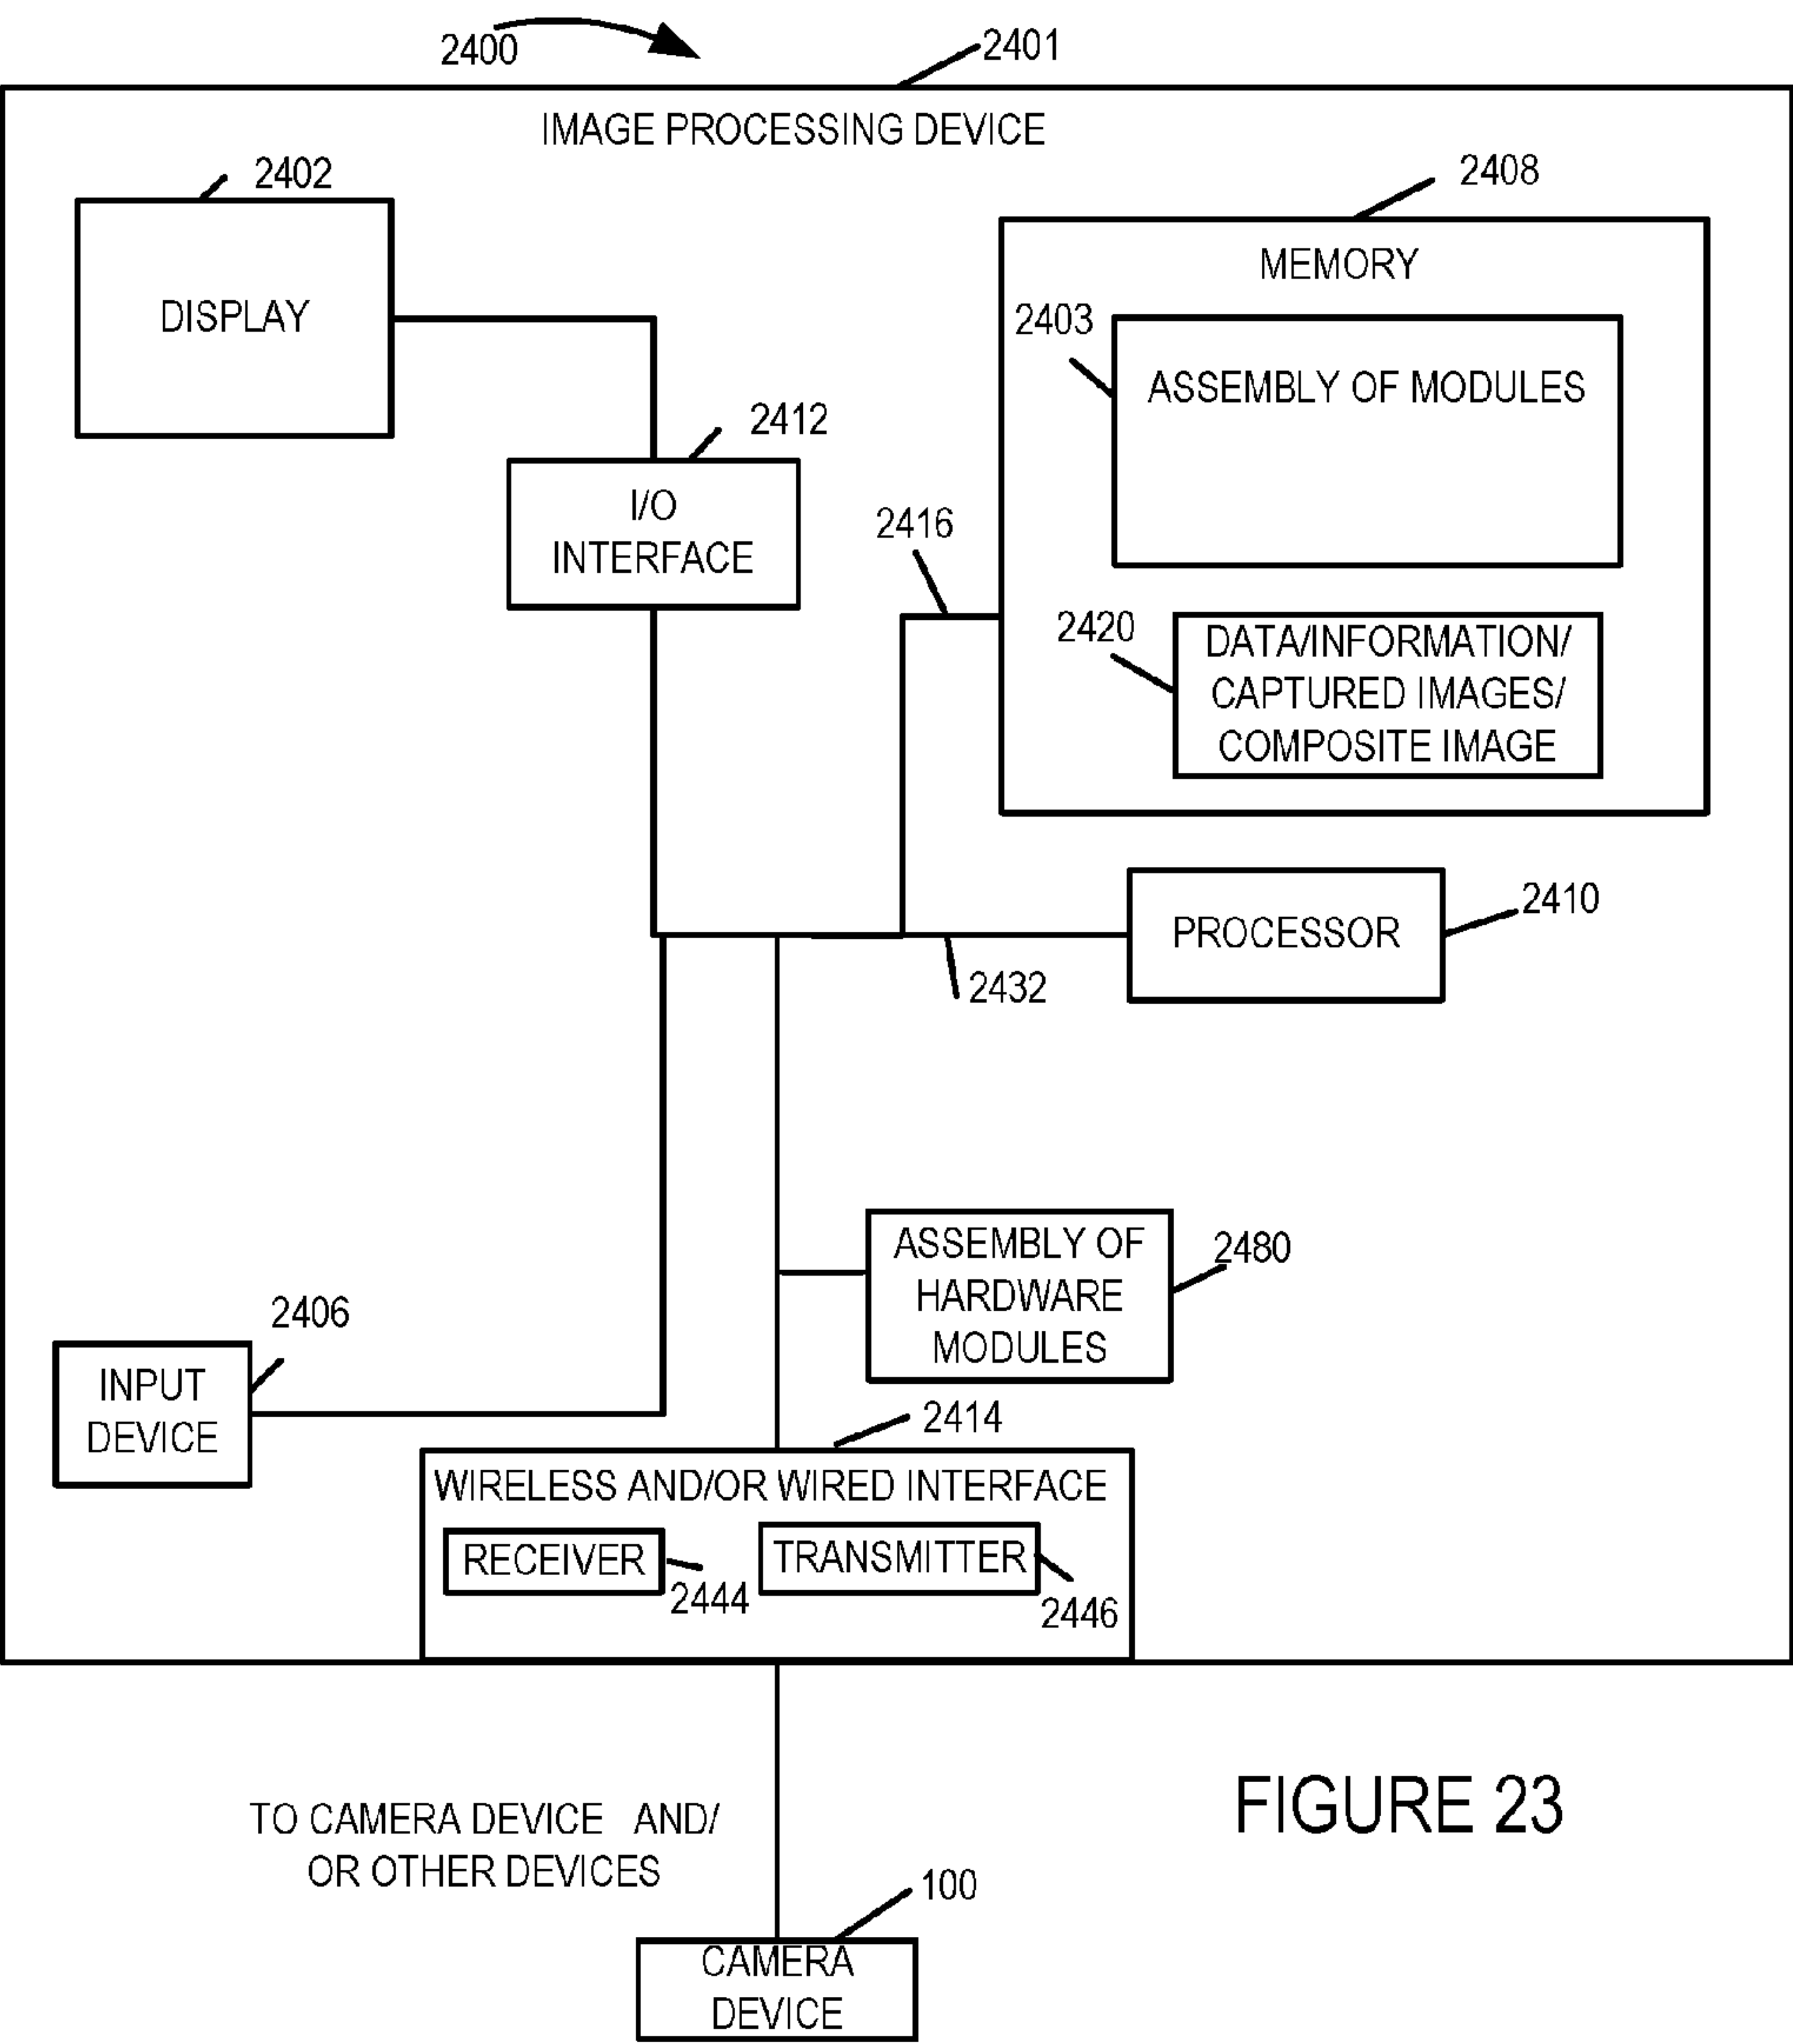 2400
2401
IMAGE PROCESSING DEVICE
2402
DISPLAY
2408
MEMORY
2403
ASSEMBLY OF MODULES
2412
I/O
INTERFACE
2416
2420
DATA/INFORMATION/
CAPTURED IMAGES/
COMPOSITE IMAGE
PROCESSOR
2410
2432
ASSEMBLY OF
HARDWARE
MODULES
2480
2406
INPUT
DEVICE
2414
WIRELESS AND/OR WIRED INTERFACE
RECEIVER
2444
TRANSMITTER
2446
FIGURE 23
TO CAMERA DEVICE AND/
OR OTHER DEVICES
100
CAMERA
DEVICE